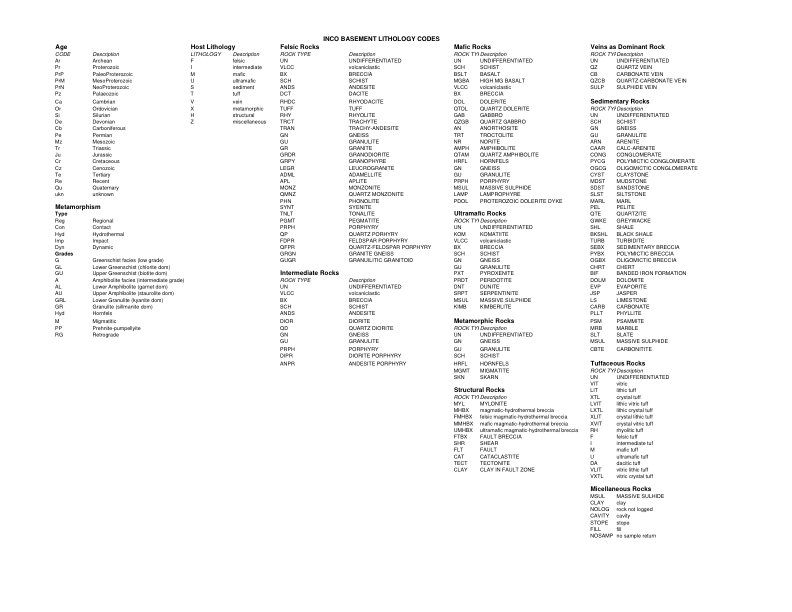 INCO BASEMENT LITHOLOGY CODES
Age
CODE Description
Ar Archean
Pr Proterozoic
PrP PaleoProterozoic
PrM MesoProterozoic
PrN NeoProterozoic
Pz Palaeozoic
Ca Cambrian
Or Ordovician
Si Silurian
De Devonian
Cb Carboniferous
Pe Permian
Mz Mesozoic
Tr Triassic
Ju Jurassic
Cr Cretaceous
Cz Cenozoic
Te Tertiary
Re Recent
Qu Quaternary
ukn unknown
Metamorphism
Type
Reg Regional
Con Contact
Hyd Hydrothermal
Imp Impact
Dyn Dynamic
Grades
G Greenschist facies (low grade)
GL Lower Greenschist (chlorite dom)
GU Upper Greenschist (biotite dom)
A Amphibolite facies (intermediate grade)
AL Lower Amphibolite (garnet dom)
AU Upper Amphibolite (staurolite dom)
GRL Lower Granulite (kyanite dom)
GR Granulite (sillimanite dom)
Hyd Hornfels
M Migmatitic
PP Prehnite-pumpellyite
RG Retrograde
Host Lithology
LITHOLOGY Description
F felsic
I intermediate
M mafic
U ultramafic
S sediment
T tuff
V vein
X metamorphic
H structural
Z miscellaneous
Felsic Rocks
ROCK TYPE Description
UN UNDIFFERENTIATED
VLCC volcaniclastic
BX BRECCIA
SCH SCHIST
ANDS ANDESITE
DCT DACITE
RHDC RHYODACITE
TUFF TUFF
RHY RHYOLITE
TRCT TRACHYTE
TRAN TRACHY-ANDESITE
GN GNEISS
GU GRANULITE
GR GRANITE
GRDR GRANODIORITE
GRPY GRANOPHYRE
LEGR LEUCROGRANITE
ADML ADAMELLITE
APL APLITE
MONZ MONZONITE
QMNZ QUARTZ MONZONITE
PHN PHONOLITE
SYNT SYENITE
TNLT TONALITE
PGMT PEGMATITE
PRPH PORPHYRY
QP QUARTZ PORHYRY
FDPR FELDSPAR PORPHYRY
QFPR QUARTZ-FELDSPAR PORPHYRY
GRGN GRANITE GNEISS
GUGR GRANULITIC GRANITOID
Intermediate Rocks
ROCK TYPE Description
UN UNDIFFERENTIATED
VLCC volcaniclastic
BX BRECCIA
SCH SCHIST
ANDS ANDESITE
DIOR DIORITE
QD QUARTZ DIORITE
GN GNEISS
GU GRANULITE
PRPH PORPHYRY
DIPR DIORITE PORPHYRY
ANPR ANDESITE PORPHYRY
Mafic Rocks
ROCK TYI Description
UN UNDIFFERENTIATED
SCH SCHIST
BSLT BASALT
MGBA HIGH MG BASALT
VLCC volcaniclastic
BX BRECCIA
DOL DOLERITE
QTDL QUARTZ DOLERITE
GAB GABBRO
QZGB QUARTZ GABBRO
AN ANORTHOSITE
TRT TROCTOLITE
NR NORITE
AMPH AMPHIBOLITE
QTAM QUARTZ AMPHIBOLITE
HRFL HORNFELS
GN GNEISS
GU GRANULITE
PRPH PORPHYRY
MSUL MASSIVE SULPHIDE
LAMP LAMPROPHYRE
PDOL PROTEROZOIC DOLERITE DYKE
Ultramafic Rocks
ROCK TYI Description
UN UNDIFFERENTIATED
KOM KOMATIITE
VLCC volcaniclastic
BX BRECCIA
SCH SCHIST
GN GNEISS
GU GRANULITE
PXT PYROXENITE
PRDT PERIDOTITE
DNT DUNITE
SRPT SERPENTINITE
MSUL MASSIVE SULPHIDE
KIMB KIMBERLITE
Metamorphic Rocks
ROCK TYI Description
UN UNDIFFERENTIATED
GN GNEISS
GU GRANULITE
SCH SCHIST
HRFL HORNFELS
MGMT MIGMATITE
SKN SKARN
Structural Rocks
ROCK TYI Description
MYL MYLONITE
MHBX magmatic-hydrothermal breccia
FMHBX felsic magmatic-hydrothermal breccia
MMHBX mafic magmatic-hydrothermal breccia
UMHBX ultramafic magmatic-hydrothermal breccia
FTBX FAULT BRECCIA
SHR SHEAR
FLT FAULT
CAT CATACLASTITE
TECT TECTONITE
CLAY CLAY IN FAULT ZONE
Veins as Dominant Rock
ROCK TYI Description
UN UNDIFFERENTIATED
QZ QUARTZ VEIN
CB CARBONATE VEIN
QZCB QUARTZ-CARBONATE VEIN
SULP SULPHIDE VEIN
Sedimentary Rocks
ROCK TYI Description
UN UNDIFFERENTIATED
SCH SCHIST
GN GNEISS
GU GRANULITE
ARN ARENITE
CAAR CALC-ARENITE
CONG CONGLOMERATE
PYCG POLYMICTIC CONGLOMERATE
OGCG OLIGOMICTIC CONGLOMERATE
CYST CLAYSTONE
MDST MUDSTONE
SDST SANDSTONE
SLST SILTSTONE
MARL MARL
PEL PELITE
QTE QUARTZITE
GWKE GREYWACKE
SHL SHALE
BKSHL BLACK SHALE
TURB TURBIDITE
SEBX SEDIMENTARY BRECCIA
PYBX POLYMICTIC BRECCIA
OGBX OLIGOMICTIC BRECCIA
CHRT CHERT
BIF BANDED IRON FORMATION
DOLM DOLOMITE
EVP EVAPORITE
JSP JASPER
LS LIMESTONE
CARB CARBONATE
PLLT PHYLLITE
PSM PSAMMITE
MRB MARBLE
SLT SLATE
MSUL MASSIVE SULPHIDE
CBTE CARBONITITE
Tuffaceous Rocks
ROCK TYI Description
UN UNDIFFERENTIATED
VIT vitric
LIT lithic tuff
XTL crystal tuff
LVIT lithic vitric tuff
LXTL lithic crystal tuff
XLIT crystal lithic tuff
XVIT crystal vitric tuff
RH rhyolitic tuff
F felsic tuff
I intermediate tuf
M mafic tuff
U ultramafic tuff
DA dacitic tuff
VLIT vitric lithic tuff
VXTL vitric crystal tuff
Micellaneous Rocks
MSUL MASSIVE SULHIDE
CLAY clay
NOLOG rock not logged
CAVITY cavity
STOPE stope
FILL fill
NOSAMP no sample return